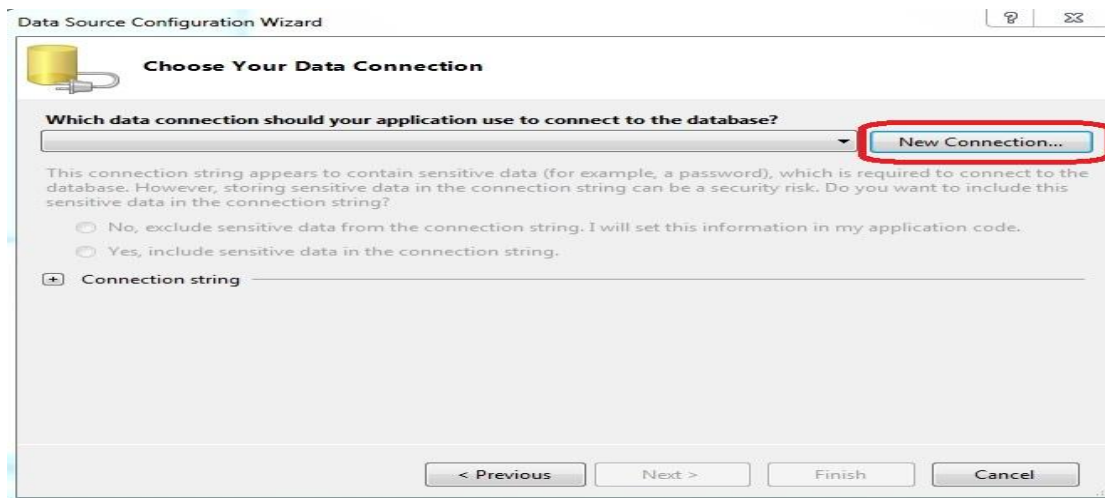 Data Source Configuration Wizard
Choose Your Data Connection
Which data connection should your application use to connect to the database?
New Connection...
This connection string appears to contain sensitive data (for example, a password), which is required to connect to the
database. However, storing sensitive data in the connection string can be a security risk. Do you want to include this
sensitive data in the connection string?
No, exclude sensitive data from the connection string. I will set this information in my application code.
Yes, include sensitive data in the connection string.
Connection string
< Previous
Next >
Finish
Cancel